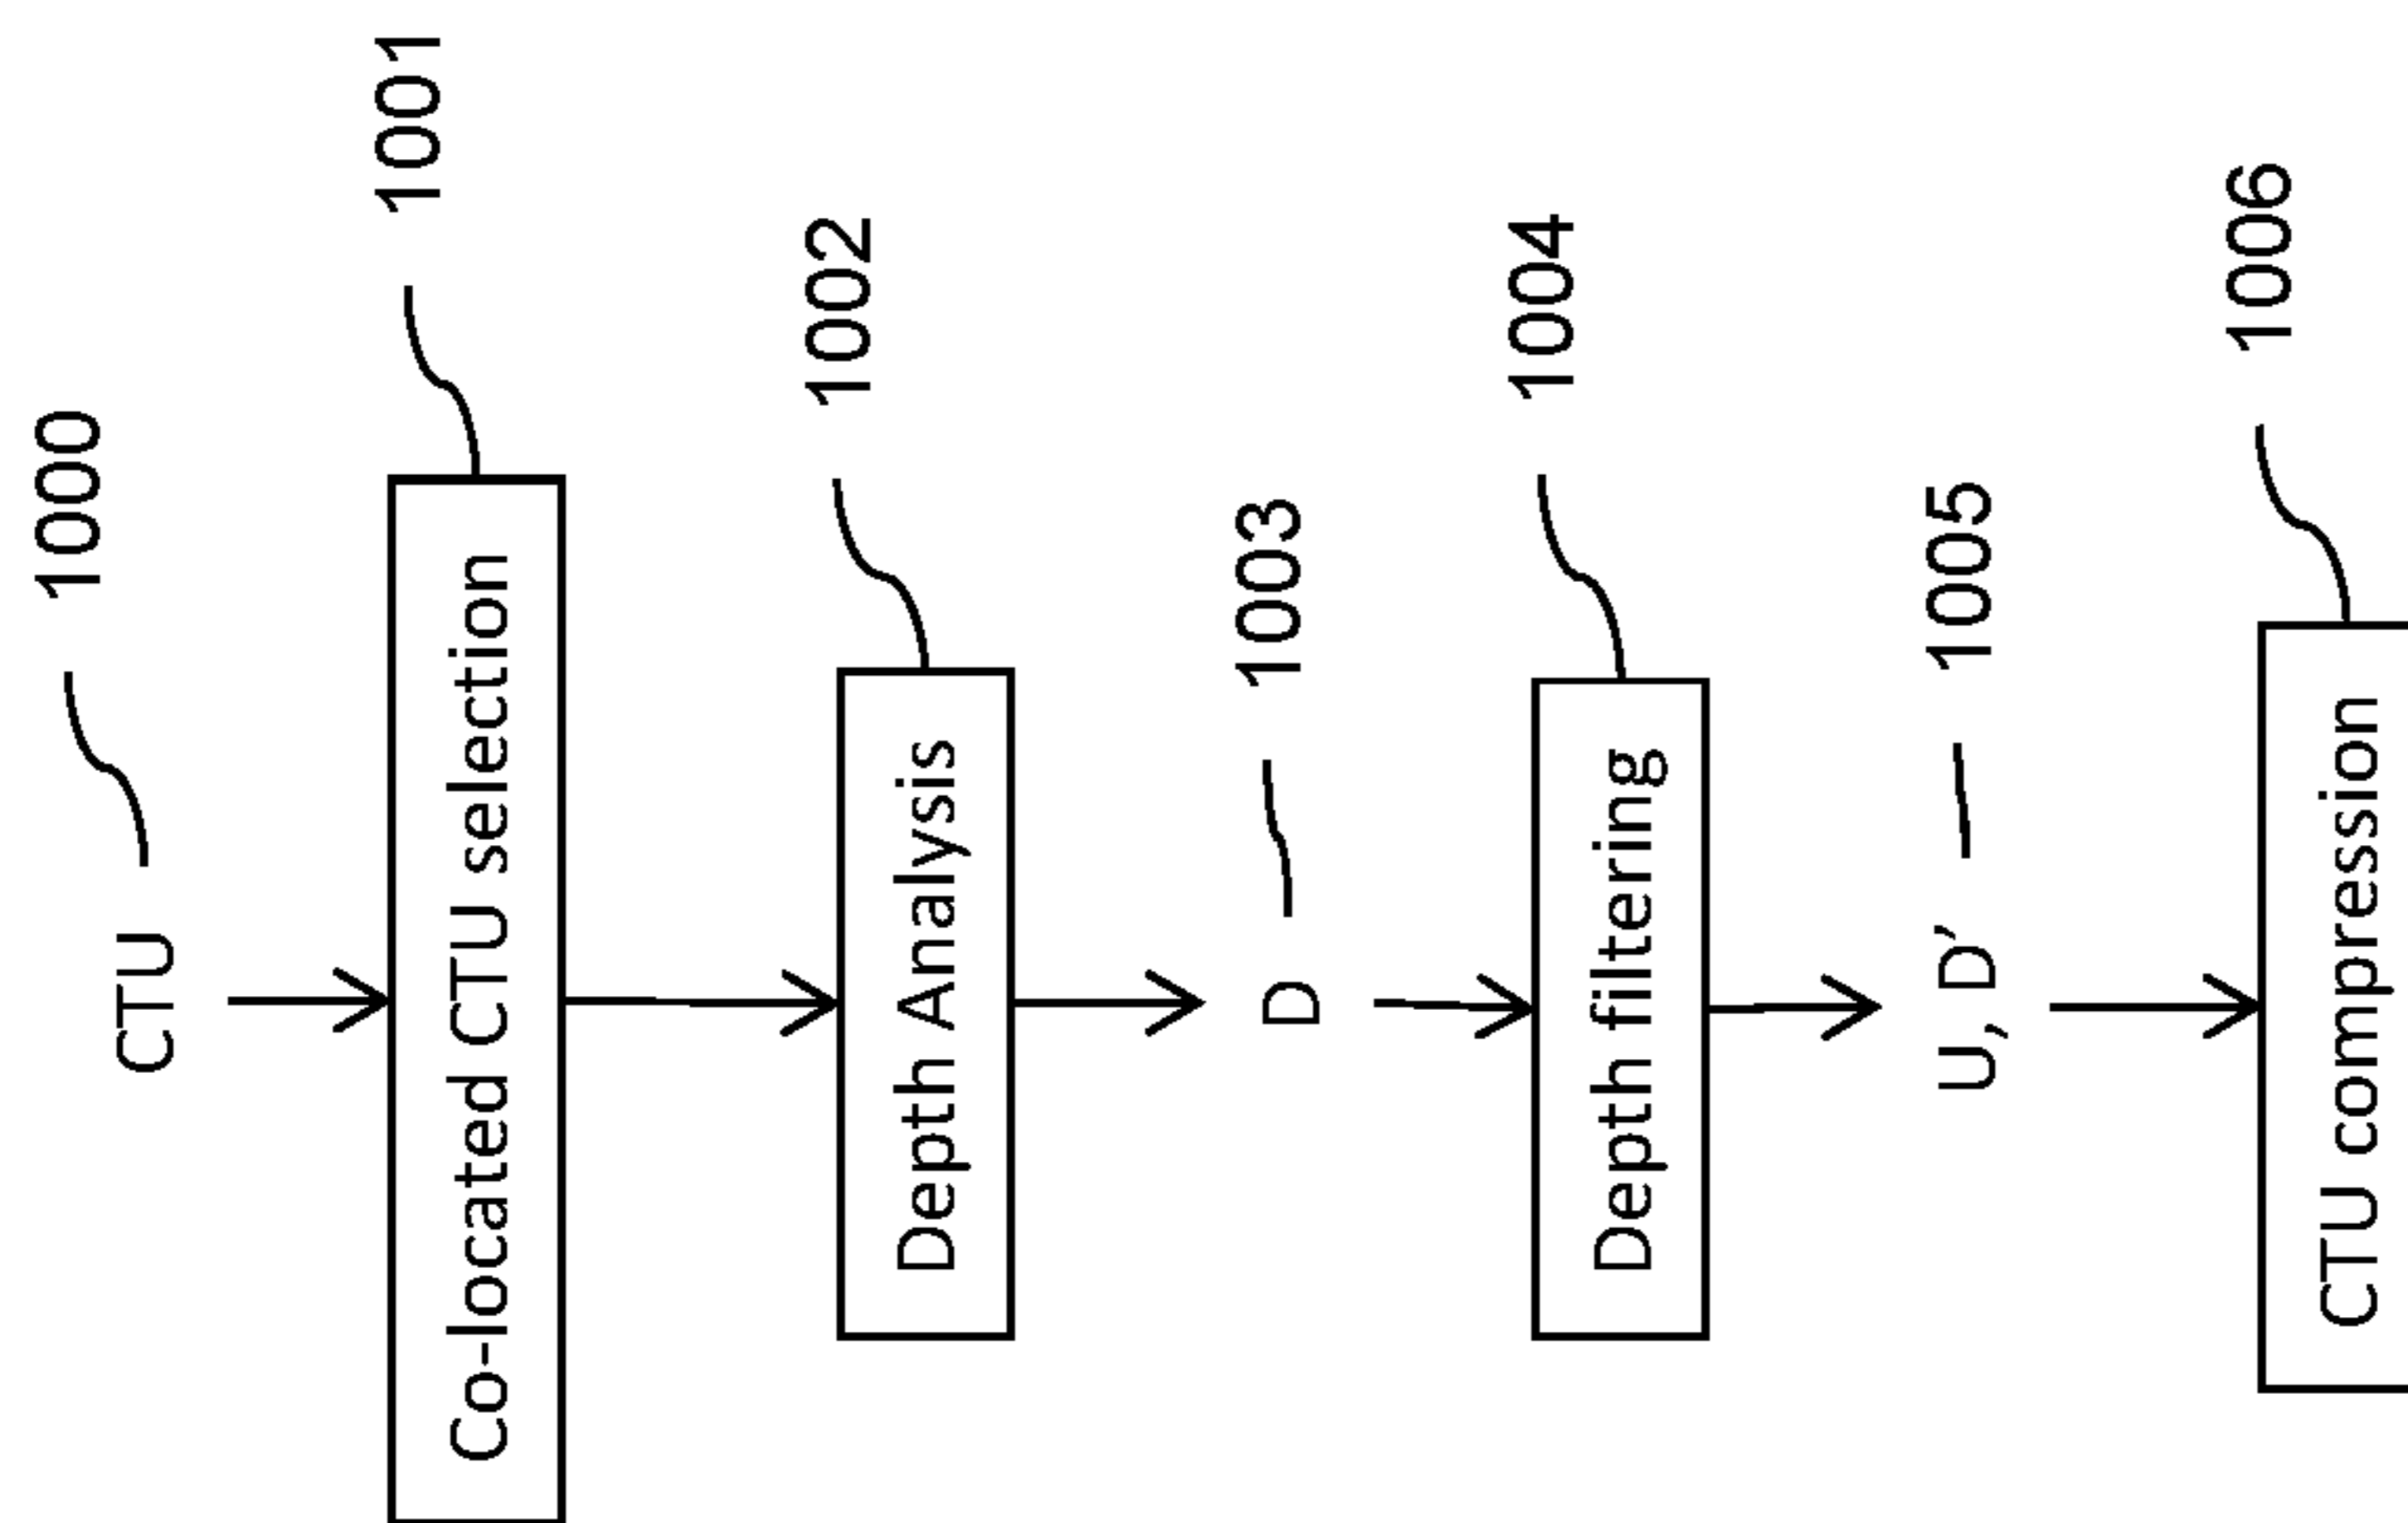 CTU
1000
Co-located CTU selection
1001
Depth Analysis
1002
D
1003
Depth filtering
1004
U, D’
1005
CTU compression
1006